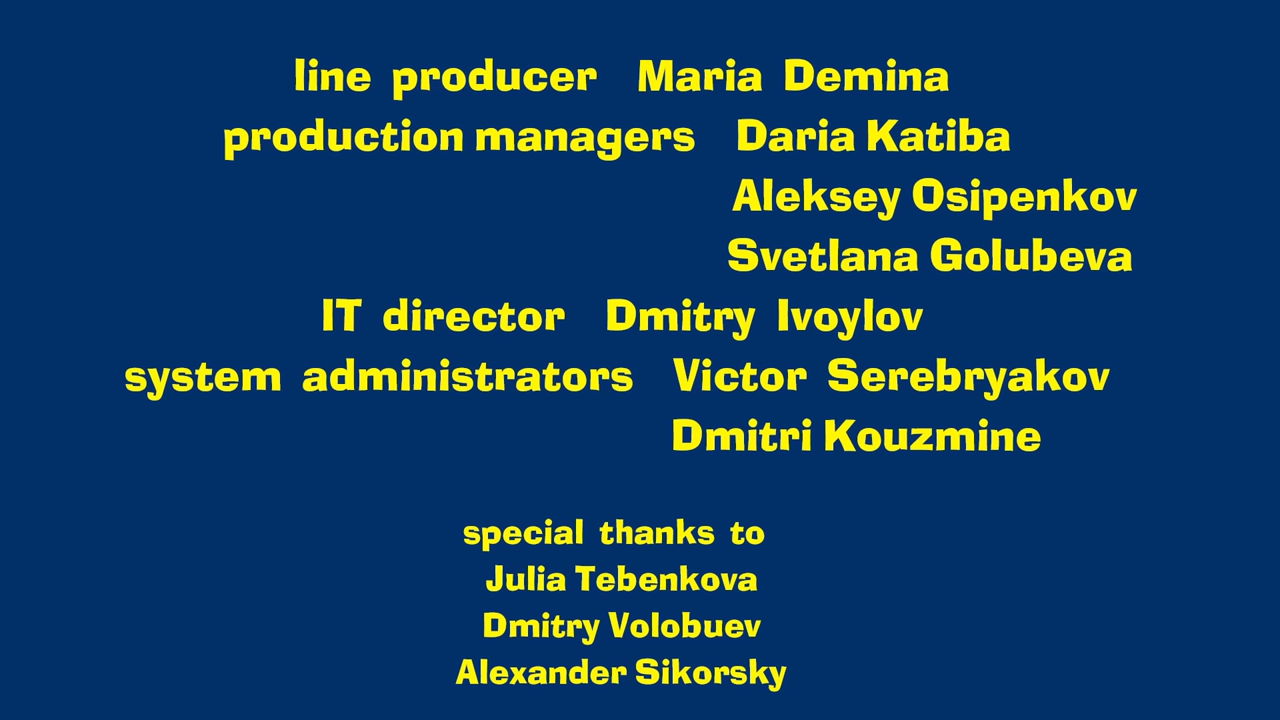 line producer Maria Demina
production managers Daria Katiba
Aleksey Osipenkov
Svetlana Golubeva
IT director Dmitry Ivoylov
system administrators Victor Serebryakov
Dmitri Kouzmine
special thanks to
Julia Tebenkova
Dmitry Volobuev
Alexander Sikorsky